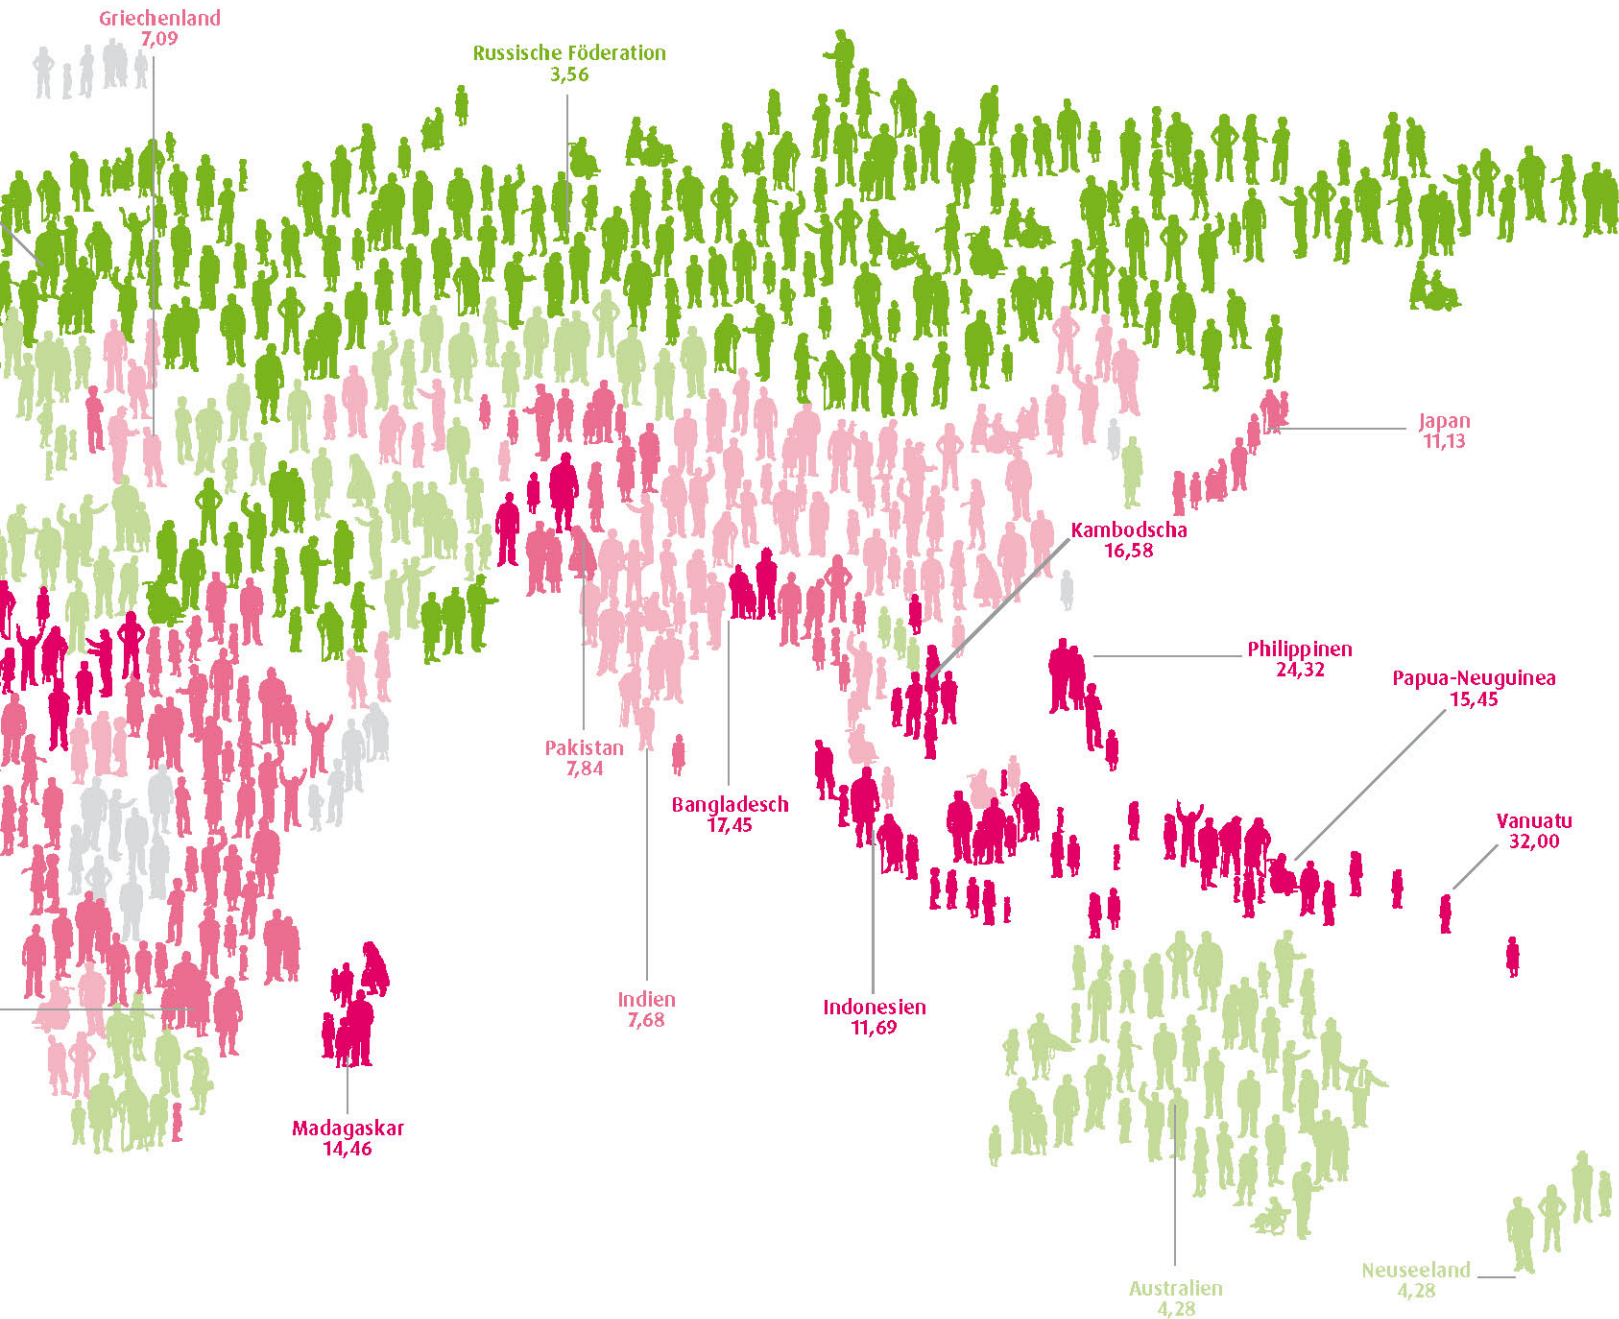 Griechenland
7,09
Russische Föderation
3,56
Japan
11,13
Kambodscha
16,58
Philippinen
24,32
Papua-Neuguinea
15,45
Pakistan
7,84
Bangladesch
17,45
Vanuatu
32,00
Indien
7,68
Indonesien
11,69
Madagaskar
14,46
Australien
4,28
Neuseeland
4,28